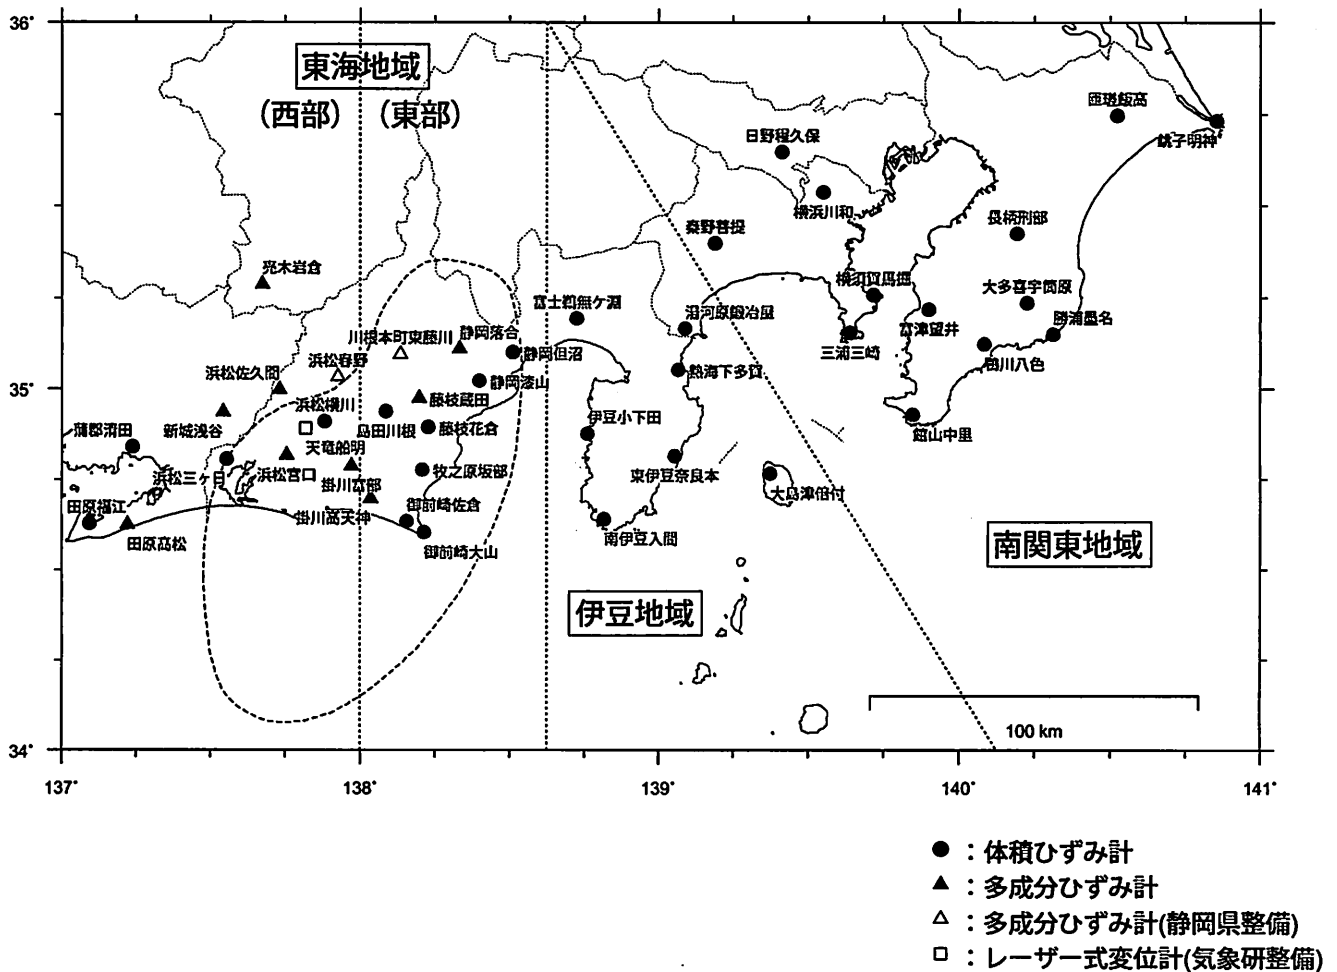 36°
東海地域
(西部) (東部)
匝瑳飯高
日野程久保
銚子明神
横浜川和
長柄刑部
秦野菩提
売木岩倉
横須賀馬堀
大多喜宇筒原
富士鵜無ケ淵
湯河原鍛冶屋
勝浦墨名
富津望井
川根本町東藤川
静岡落合
三浦三崎
浜松春野
静岡但沼
鴨川八色
浜松佐久間
熱海下多賀
35°
静岡漆山
浜松横川
藤枝蔵田
伊豆小下田
蒲郡清田
新城浅谷
島田川根
藤枝花倉
館山中里
天竜船明
浜松三ヶ日
浜松宮口
牧之原坂部
東伊豆奈良本
掛川富部
大島津倍付
田原福江
御前崎佐倉
掛川高天神
南伊豆入間
田原高松
御前崎大山
南関東地域
伊豆地域
100 km
34°
137°
138°
139°
140°
141°
● ：体積ひずみ計
▲ ：多成分ひずみ計
△ ：多成分ひずみ計(静岡県整備)
□ ：レーザー式変位計(気象研整備)